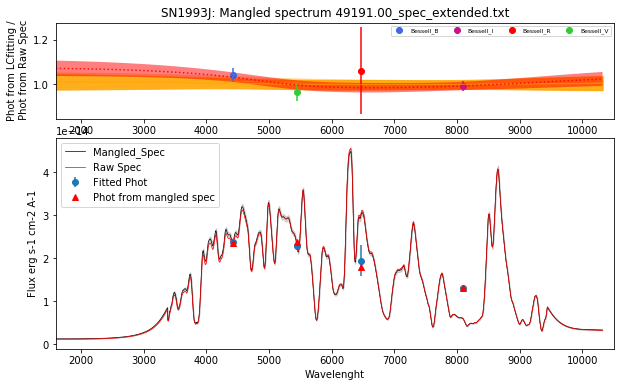 SN1993J: Mangled spectrum 49191.00_spec_extended.txt
Phot from LCfitting /
Phot from Raw Spec
1.2
1.0
Bessell_B
Bessell_I
Bessell_R
Bessell_V
2000 3000 4000 5000 6000 7000 8000 9000 10000
1e−14
Flux erg s-1 cm-2 A-1
4
3
2
1
0
Mangled_Spec
Raw Spec
Fitted Phot
Phot from mangled spec
2000 3000 4000 5000 6000 7000 8000 9000 10000
Wavelenght